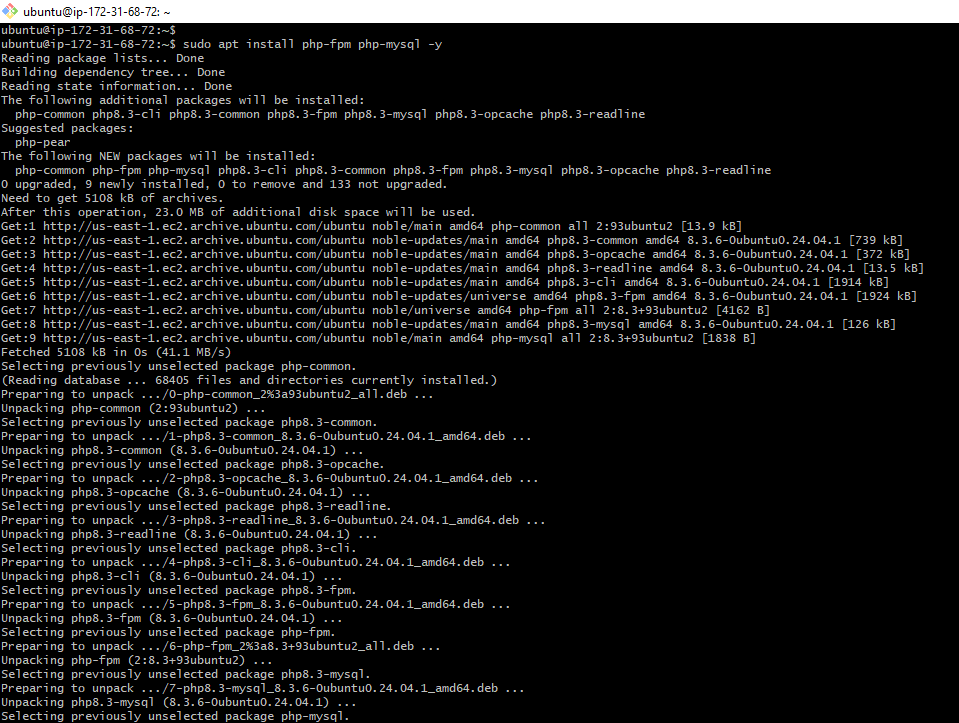 ubuntu@ip-172-31-68-72: ~
ubuntu@ip-172-31-68-72:~$
ubuntu@ip-172-31-68-72:~$ sudo apt install php-fpm php-mysql -y
Reading package lists... Done
Building dependency tree... Done
Reading state information... Done
The following additional packages will be installed:
  php-common php8.3-cli php8.3-common php8.3-fpm php8.3-mysql php8.3-opcache php8.3-readline
Suggested packages:
  php-pear
The following NEW packages will be installed:
  php-common php-fpm php-mysql php8.3-cli php8.3-common php8.3-fpm php8.3-mysql php8.3-opcache php8.3-readline
0 upgraded, 9 newly installed, 0 to remove and 133 not upgraded.
Need to get 5108 kB of archives.
After this operation, 23.0 MB of additional disk space will be used.
Get:1 http://us-east-1.ec2.archive.ubuntu.com/ubuntu noble/main amd64 php-common all 2:93ubuntu2 [13.9 kB]
Get:2 http://us-east-1.ec2.archive.ubuntu.com/ubuntu noble-updates/main amd64 php8.3-common amd64 8.3.6-0ubuntu0.24.04.1 [739 kB]
Get:3 http://us-east-1.ec2.archive.ubuntu.com/ubuntu noble-updates/main amd64 php8.3-opcache amd64 8.3.6-0ubuntu0.24.04.1 [372 kB]
Get:4 http://us-east-1.ec2.archive.ubuntu.com/ubuntu noble-updates/main amd64 php8.3-readline amd64 8.3.6-0ubuntu0.24.04.1 [13.5 kB]
Get:5 http://us-east-1.ec2.archive.ubuntu.com/ubuntu noble-updates/main amd64 php8.3-cli amd64 8.3.6-0ubuntu0.24.04.1 [1914 kB]
Get:6 http://us-east-1.ec2.archive.ubuntu.com/ubuntu noble-updates/universe amd64 php8.3-fpm amd64 8.3.6-0ubuntu0.24.04.1 [1924 kB]
Get:7 http://us-east-1.ec2.archive.ubuntu.com/ubuntu noble/universe amd64 php-fpm all 2:8.3+93ubuntu2 [4162 B]
Get:8 http://us-east-1.ec2.archive.ubuntu.com/ubuntu noble-updates/main amd64 php8.3-mysql amd64 8.3.6-0ubuntu0.24.04.1 [126 kB]
Get:9 http://us-east-1.ec2.archive.ubuntu.com/ubuntu noble/main amd64 php-mysql all 2:8.3+93ubuntu2 [1838 B]
Fetched 5108 kB in 0s (41.1 MB/s)
Selecting previously unselected package php-common.
(Reading database ... 68405 files and directories currently installed.)
Preparing to unpack .../0-php-common_2%3a93ubuntu2_all.deb ...
Unpacking php-common (2:93ubuntu2) ...
Selecting previously unselected package php8.3-common.
Preparing to unpack .../1-php8.3-common_8.3.6-0ubuntu0.24.04.1_amd64.deb ...
Unpacking php8.3-common (8.3.6-0ubuntu0.24.04.1) ...
Selecting previously unselected package php8.3-opcache.
Preparing to unpack .../2-php8.3-opcache_8.3.6-0ubuntu0.24.04.1_amd64.deb ...
Unpacking php8.3-opcache (8.3.6-0ubuntu0.24.04.1) ...
Selecting previously unselected package php8.3-readline.
Preparing to unpack .../3-php8.3-readline_8.3.6-0ubuntu0.24.04.1_amd64.deb ...
Unpacking php8.3-readline (8.3.6-0ubuntu0.24.04.1) ...
Selecting previously unselected package php8.3-cli.
Preparing to unpack .../4-php8.3-cli_8.3.6-0ubuntu0.24.04.1_amd64.deb ...
Unpacking php8.3-cli (8.3.6-0ubuntu0.24.04.1) ...
Selecting previously unselected package php8.3-fpm.
Preparing to unpack .../5-php8.3-fpm_8.3.6-0ubuntu0.24.04.1_amd64.deb ...
Unpacking php8.3-fpm (8.3.6-0ubuntu0.24.04.1) ...
Selecting previously unselected package php-fpm.
Preparing to unpack .../6-php-fpm_2%3a8.3+93ubuntu2_all.deb ...
Unpacking php-fpm (2:8.3+93ubuntu2) ...
Selecting previously unselected package php8.3-mysql.
Preparing to unpack .../7-php8.3-mysql_8.3.6-0ubuntu0.24.04.1_amd64.deb ...
Unpacking php8.3-mysql (8.3.6-0ubuntu0.24.04.1) ...
Selecting previously unselected package php-mysql.